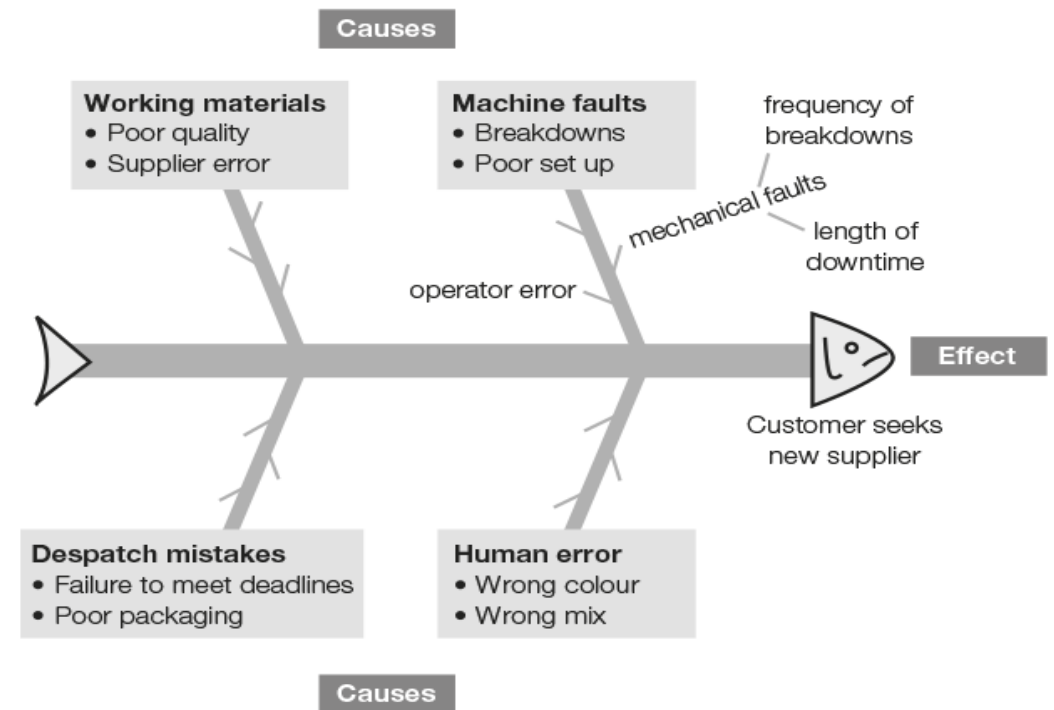 Causes
Working materials
• Poor quality
• Supplier error
Machine faults
• Breakdowns
• Poor set up
frequency of
breakdowns
mechanical faults
length of
downtime
operator error
Effect
Customer seeks
new supplier
Despatch mistakes
• Failure to meet deadlines
• Poor packaging
Human error
• Wrong colour
• Wrong mix
Causes